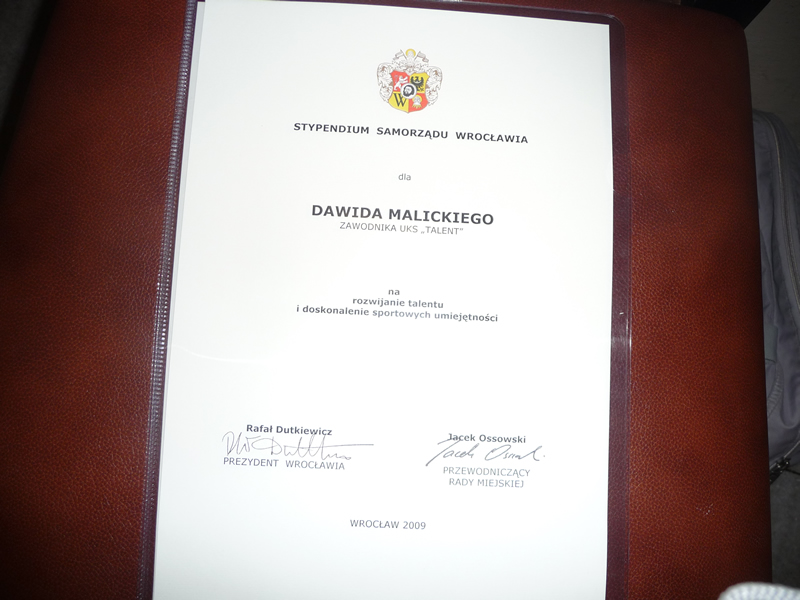 STYPENDIUM SAMORZĄDU WROCŁAWIA
dla
DAWIDA MALICKIEGO
ZAWODNIKA UKS „TALENT”
na
rozwijanie talentu
i doskonalenie sportowych umiejętności
Rafał Dutkiewicz
PREZYDENT WROCŁAWIA
Jacek Ossowski
PRZEWODNICZĄCY
RADY MIEJSKIEJ
WROCŁAW 2009